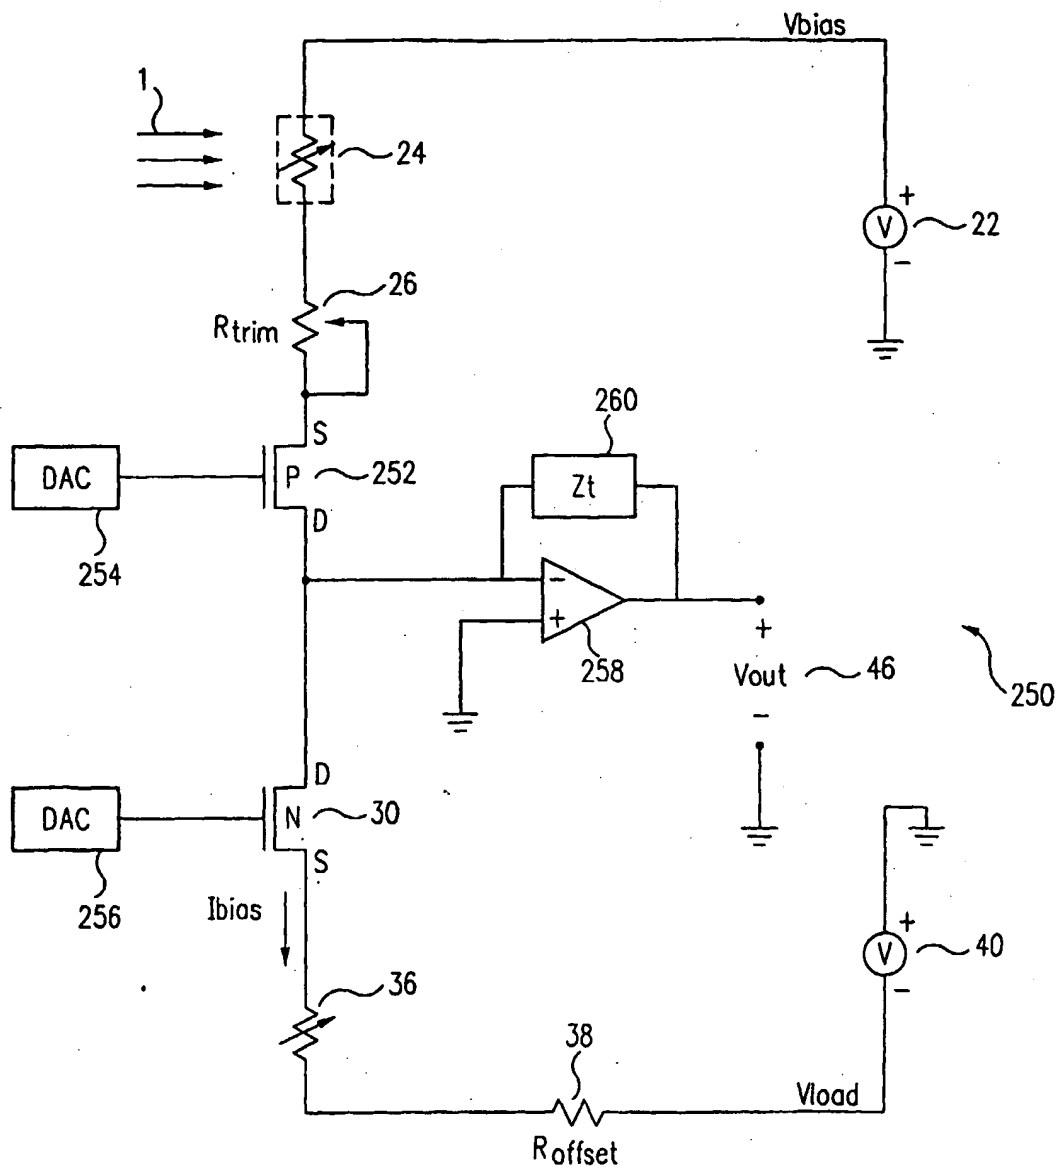 Vbias
1
24
+
V
22
-
26
Rtrim
260
S
DAC
P
252
Zt
D
254
-
+
258
+
Vout
46
-
250
D
DAC
N
30
S
256
Ibias
+
V
40
-
36
38
Vload
Roffset